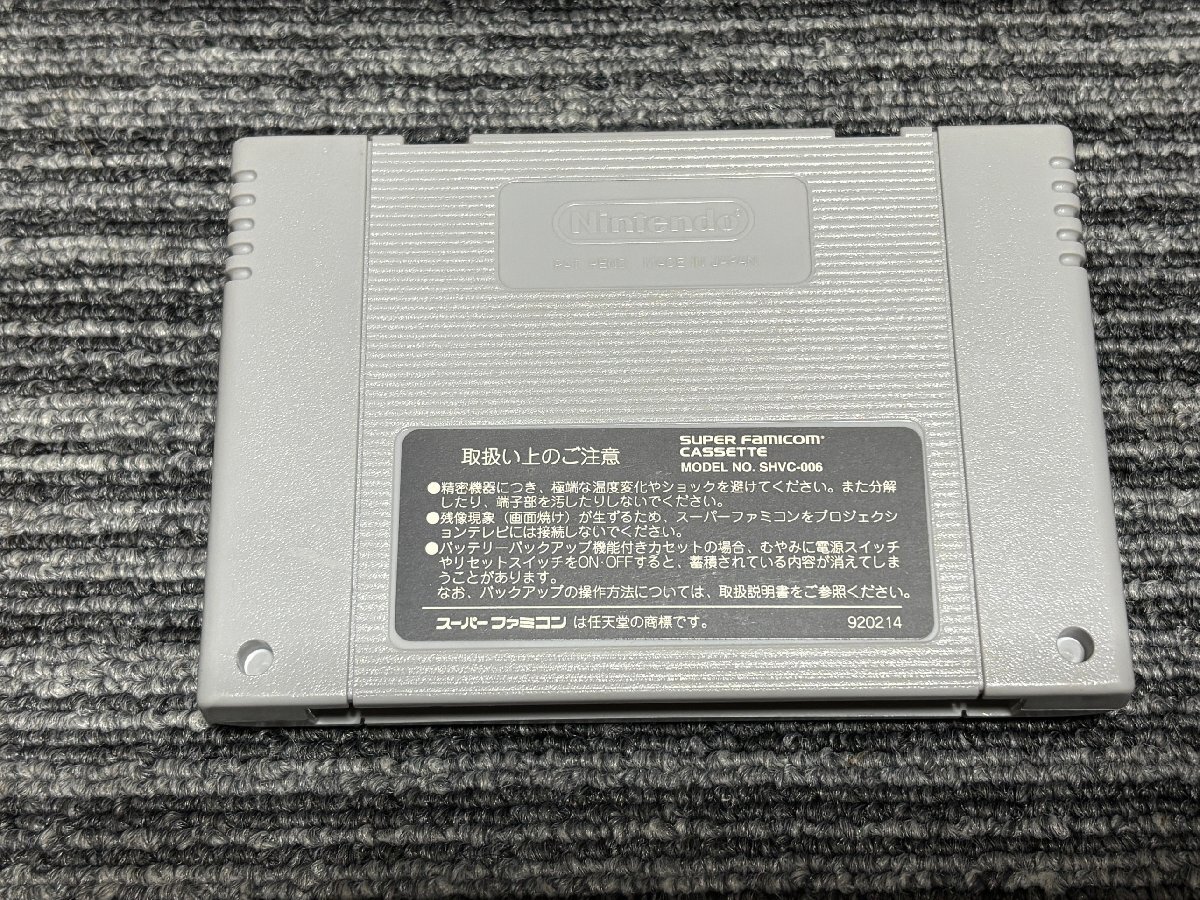 Nintendo
PAT. PEND. MADE IN JAPAN
取扱い上のご注意
SUPER FAMICOM
CASSETTE
MODEL NO. SHVC-006
●精密機器につき、極端な温度変化やショックを避けてください。また分解
したり、端子部を汚したりしないでください。
●残像現象(画面焼け)が生ずるため、スーパーファミコンをプロジェクシ
ョンテレビには接続しないでください。
●バッテリーバックアップ機能付きカセットの場合、むやみに電源スイッチ
やリセットスイッチをON・OFFすると、蓄積されている内容が消えてしま
うことがあります。
なお、バックアップの操作方法については、取扱説明書をご参照ください。
スーパーファミコン は任天堂の商標です。
920214